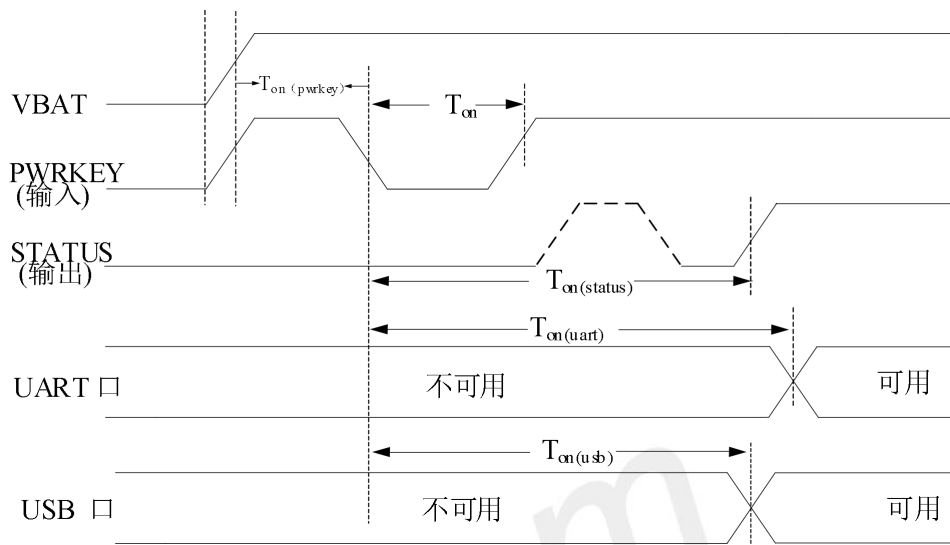 VBAT
Ton（pwrkey）
Ton
PWRKEY
(输入)
STATUS
(输出)
Ton(status)
Ton(uart)
UART 口
不可用
可用
Ton(usb)
USB 口
不可用
可用